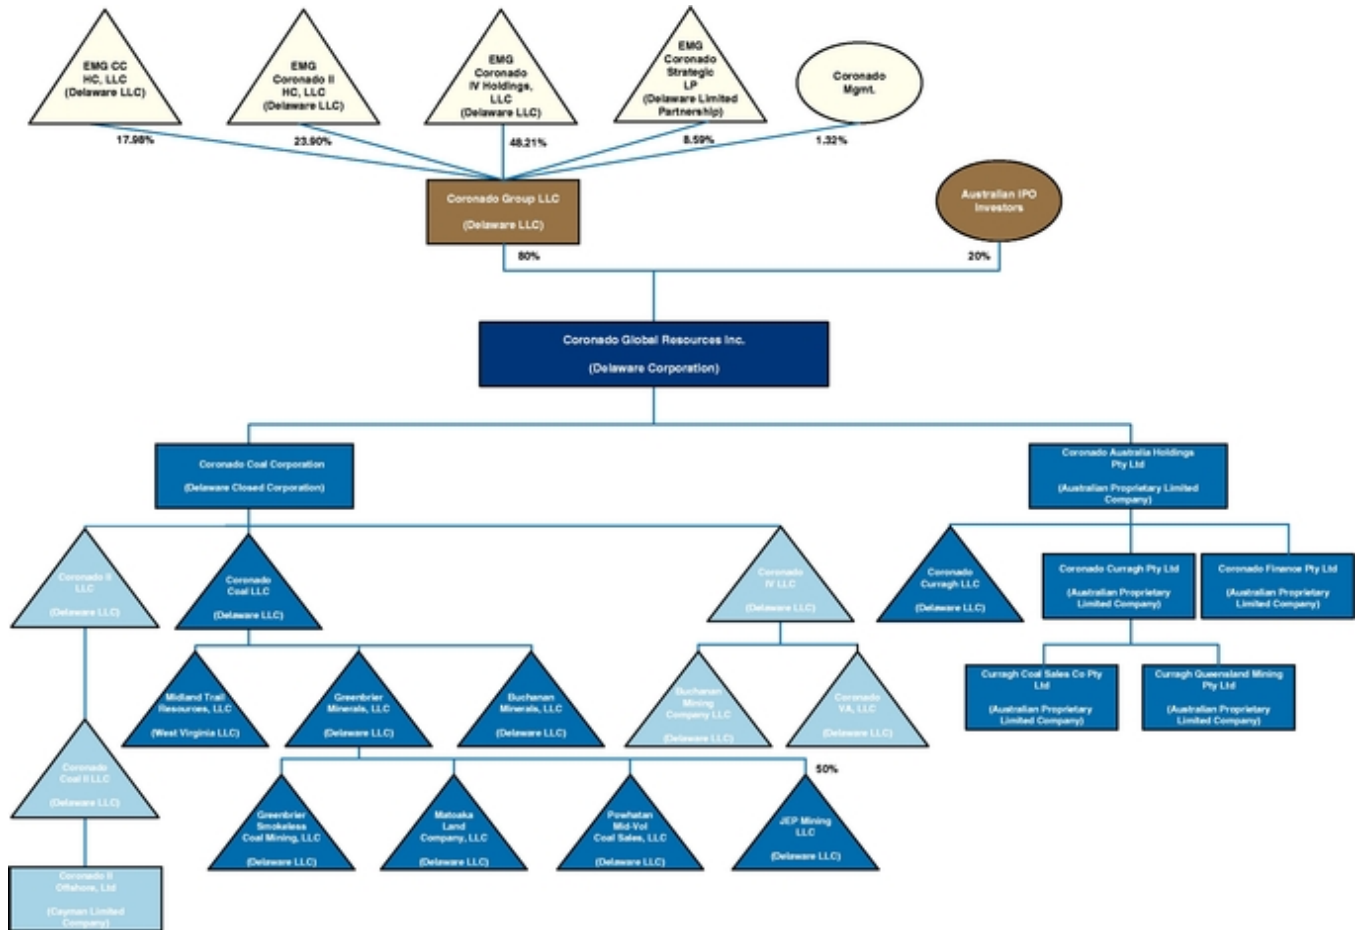 EMG CC
HC, LLC
(Delaware LLC)
EMG
Coronado II
HC, LLC
(Delaware LLC)
EMG
Coronado
IV Holdings,
LLC
(Delaware LLC)
EMG
Coronado
Strategic
LP
(Delaware Limited
Partnership)
Coronado
Mgmt.
17.98%
23.90%
48.21%
8.59%
1.32%
Coronado Group LLC
(Delaware LLC)
Australian IPO
Investors
80%
20%
Coronado Global Resources Inc.
(Delaware Corporation)
Coronado Coal Corporation
(Delaware Closed Corporation)
Coronado Australia Holdings
Pty Ltd
(Australian Proprietary Limited
Company)
Coronado II
LLC
(Delaware LLC)
Coronado
Coal LLC
(Delaware LLC)
Coronado
IV LLC
(Delaware LLC)
Coronado
Curragh LLC
(Delaware LLC)
Coronado Curragh Pty Ltd
(Australian Proprietary
Limited Company)
Coronado Finance Pty Ltd
(Australian Proprietary
Limited Company)
Midland Trail
Resources, LLC
(West Virginia LLC)
Greenbrier
Minerals, LLC
(Delaware LLC)
Buchanan
Minerals, LLC
(Delaware LLC)
Buchanan
Mining
Company LLC
(Delaware LLC)
Coronado
VA, LLC
(Delaware LLC)
Curragh Coal Sales Co Pty
Ltd
(Australian Proprietary
Limited Company)
Curragh Queensland Mining
Pty Ltd
(Australian Proprietary
Limited Company)
Coronado
Coal II LLC
(Delaware LLC)
50%
Greenbrier
Smokeless
Coal Mining, LLC
(Delaware LLC)
Matoaka
Land
Company, LLC
(Delaware LLC)
Powhatan
Mid-Vol
Coal Sales, LLC
(Delaware LLC)
JEP Mining
LLC
(Delaware LLC)
Coronado II
Offshore, Ltd
(Cayman Limited
Company)